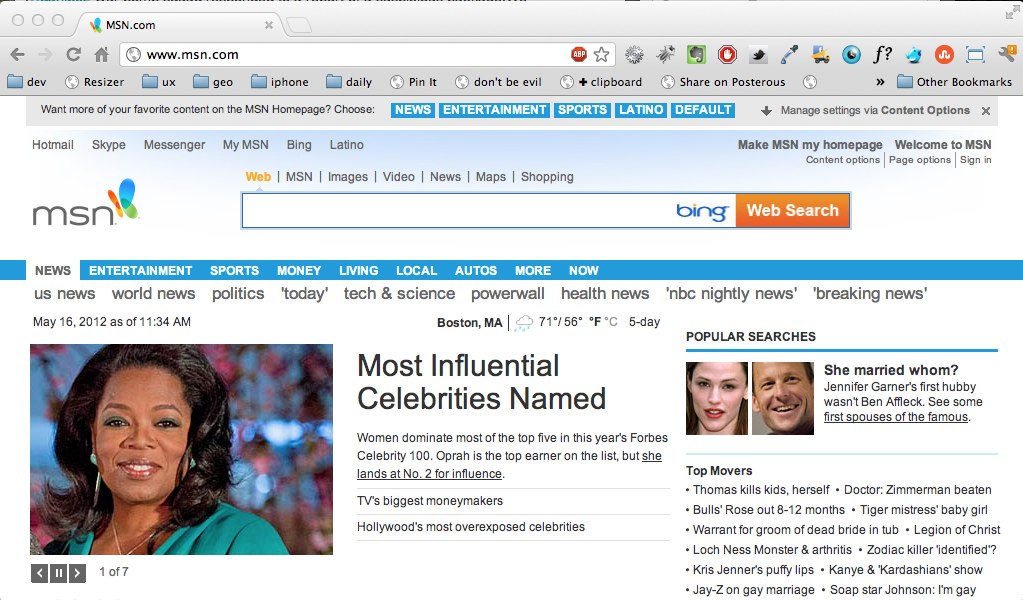 MSN.com
www.msn.com
ABP
f?
dev Resizer ux geo iphone daily Pin It don't be evil + clipboard Share on Posterous » Other Bookmarks
Want more of your favorite content on the MSN Homepage? Choose: NEWS ENTERTAINMENT SPORTS LATINO DEFAULT Manage settings via Content Options
Hotmail Skype Messenger My MSN Bing Latino
Make MSN my homepage Welcome to MSN
Content options | Page options | Sign in
Web | MSN | Images | Video | News | Maps | Shopping
msn
bing Web Search
NEWS ENTERTAINMENT SPORTS MONEY LIVING LOCAL AUTOS MORE NOW
us news world news politics 'today' tech & science powerwall health news 'nbc nightly news' 'breaking news'
May 16, 2012 as of 11:34 AM
Boston, MA | 71°/ 56° °F °C 5-day
Most Influential
Celebrities Named
Women dominate most of the top five in this year's Forbes
Celebrity 100. Oprah is the top earner on the list, but she
lands at No. 2 for influence.
TV's biggest moneymakers
Hollywood's most overexposed celebrities
1 of 7
POPULAR SEARCHES
She married whom?
Jennifer Garner's first hubby
wasn't Ben Affleck. See some
first spouses of the famous.
Top Movers
• Thomas kills kids, herself • Doctor: Zimmerman beaten
• Bulls' Rose out 8-12 months • Tiger mistress' baby girl
• Warrant for groom of dead bride in tub • Legion of Christ
• Loch Ness Monster & arthritis • Zodiac killer 'identified'?
• Kris Jenner's puffy lips • Kanye & 'Kardashians' show
• Jay-Z on gay marriage • Soap star Johnson: I'm gay